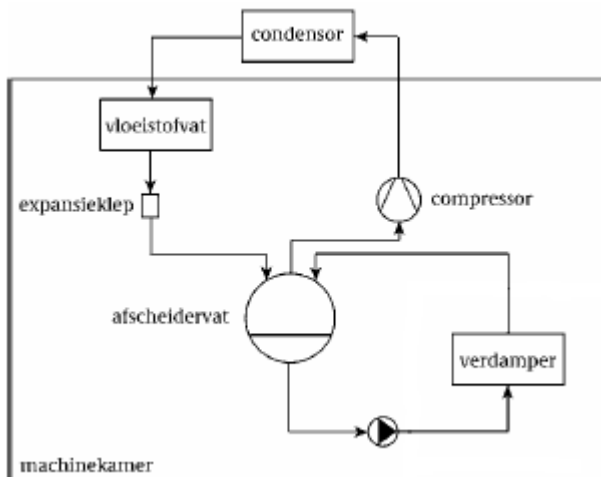 condensor
vloeistofvat
expansieklep
compressor
afscheidervat
verdamper
machinekamer